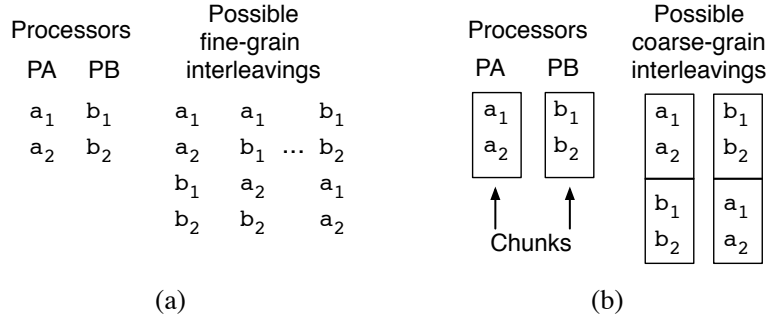 Processors
PA PB
a1 b1
a2 b2
Possible
fine-grain
interleavings
a1 a1 b1
a2 b1 ... b2
b1 a2 a1
b2 b2 a2
(a)
Processors
PA PB
a1 b1
a2 b2
Chunks
Possible
coarse-grain
interleavings
a1 b1
a2 b2
b1 a1
b2 a2
(b)